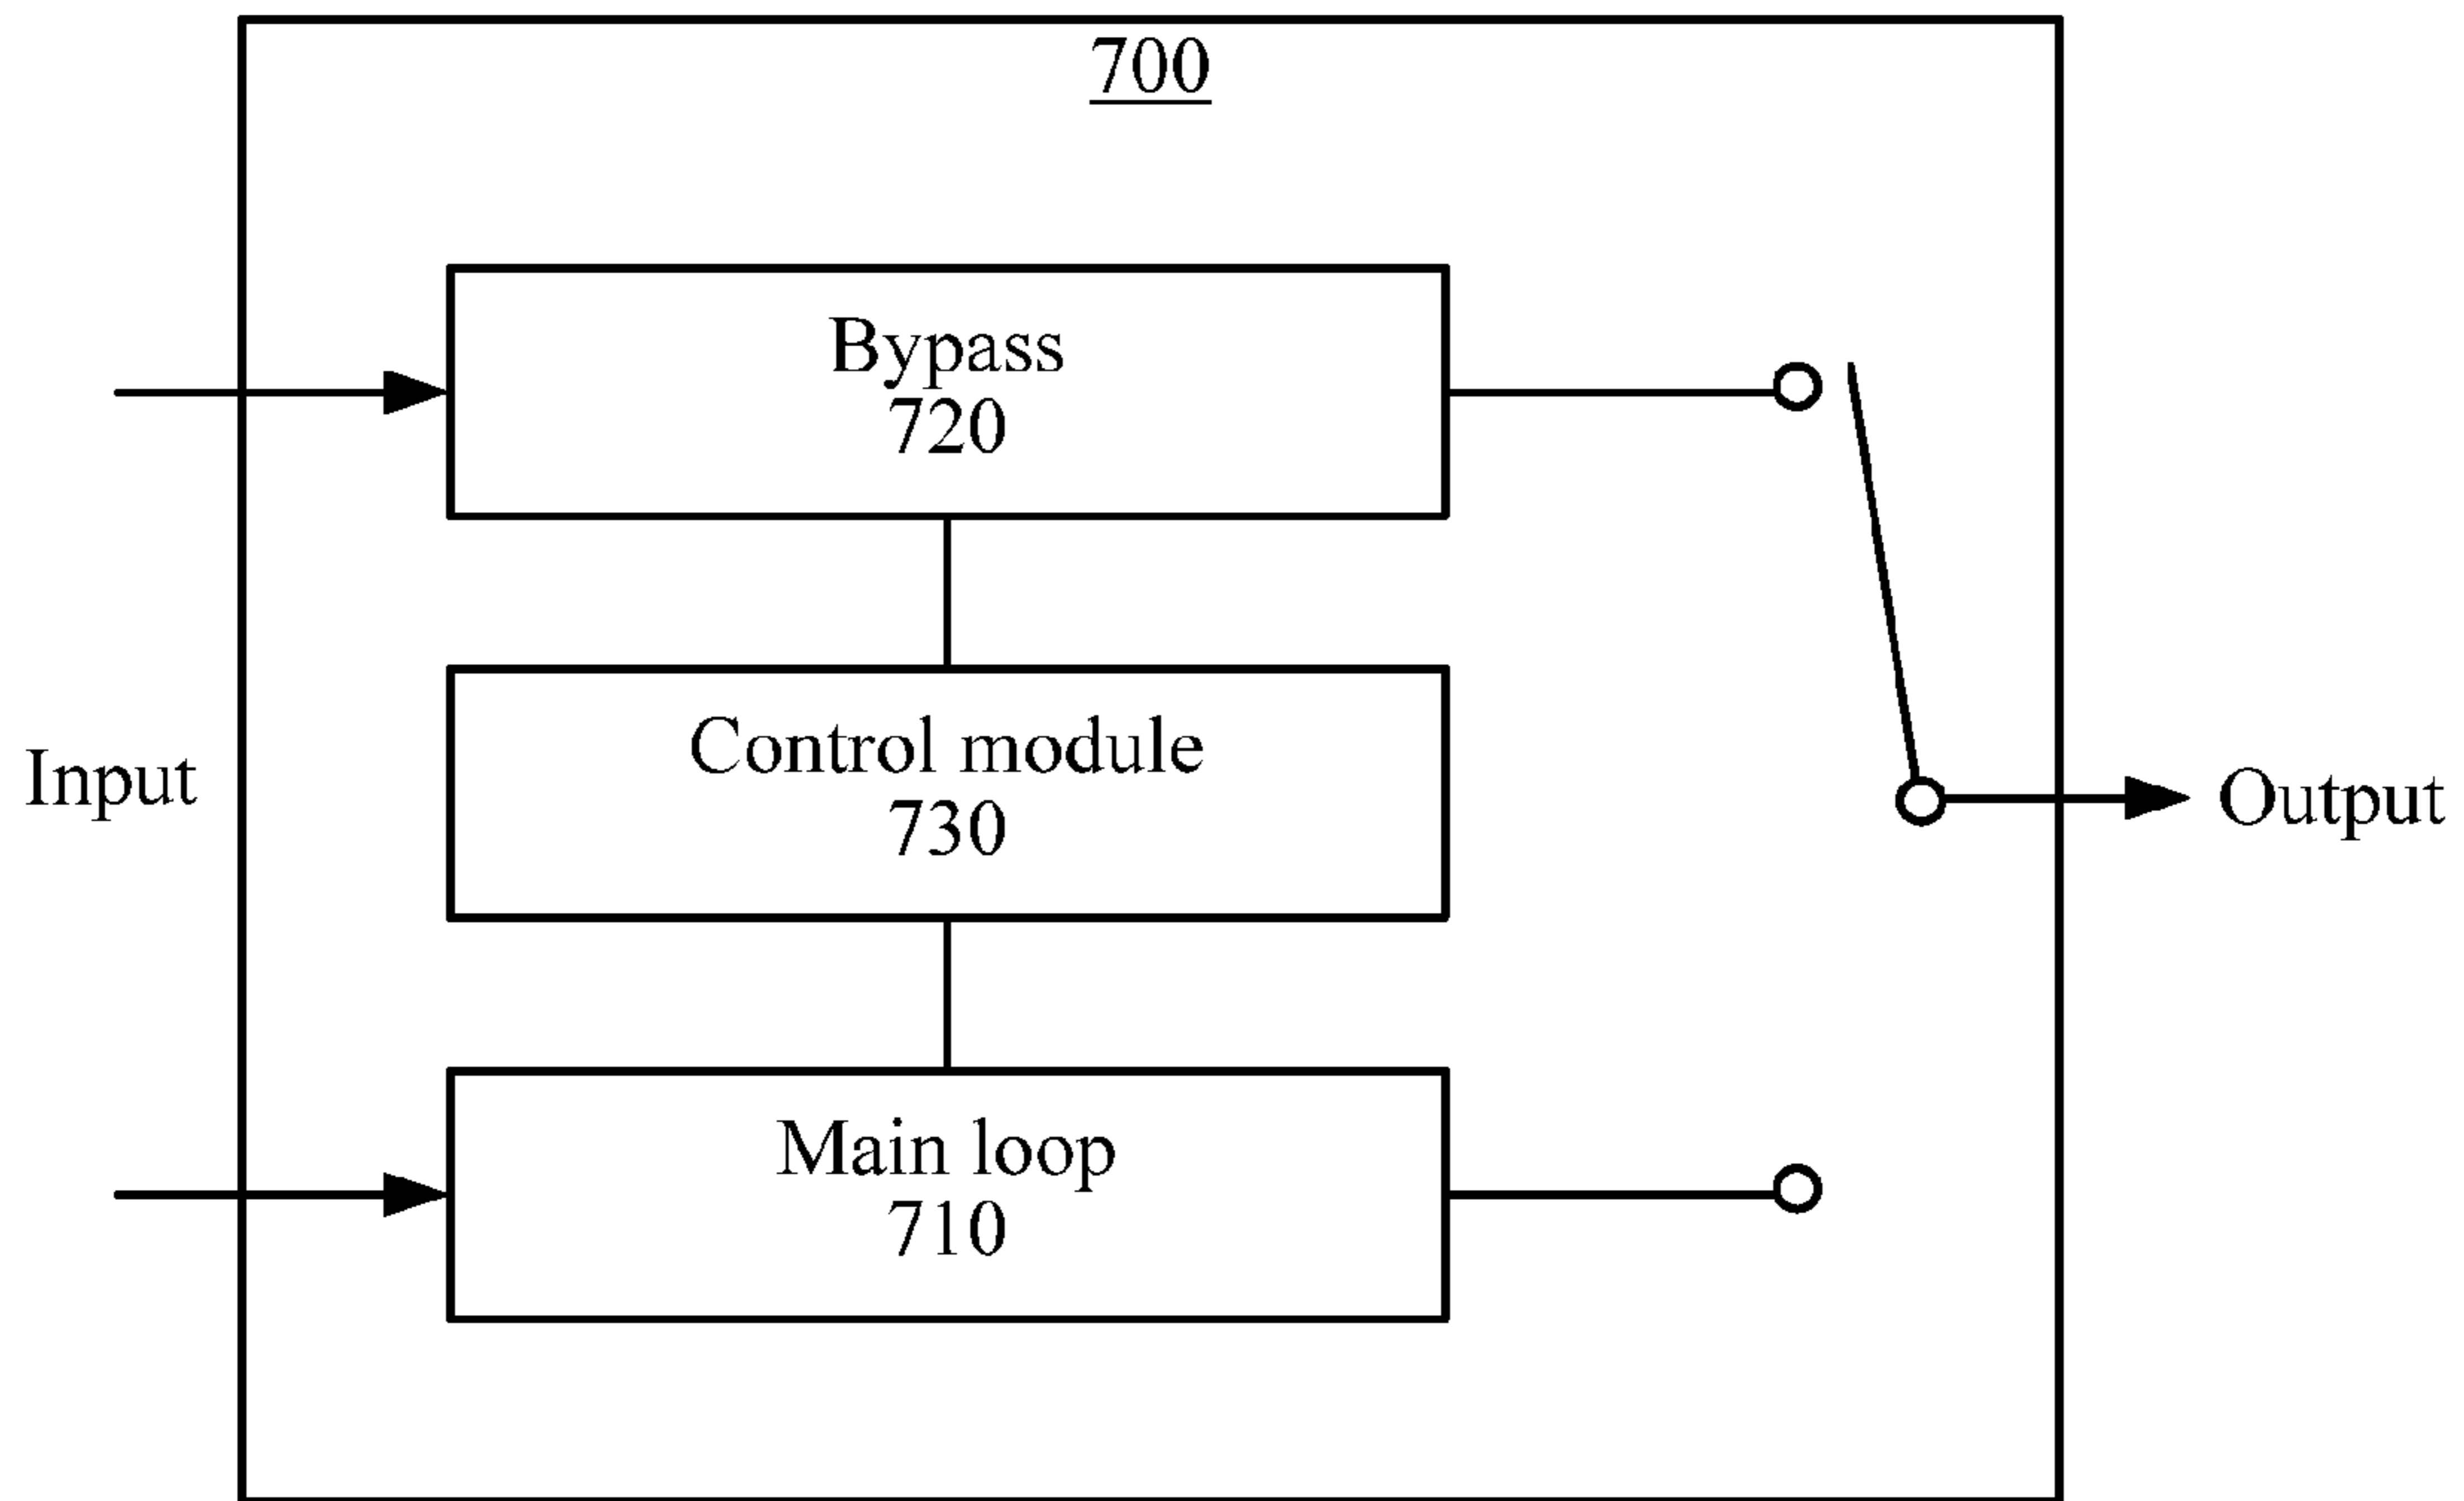 700
Bypass
720
Input
Control module
730
Output
Main loop
710